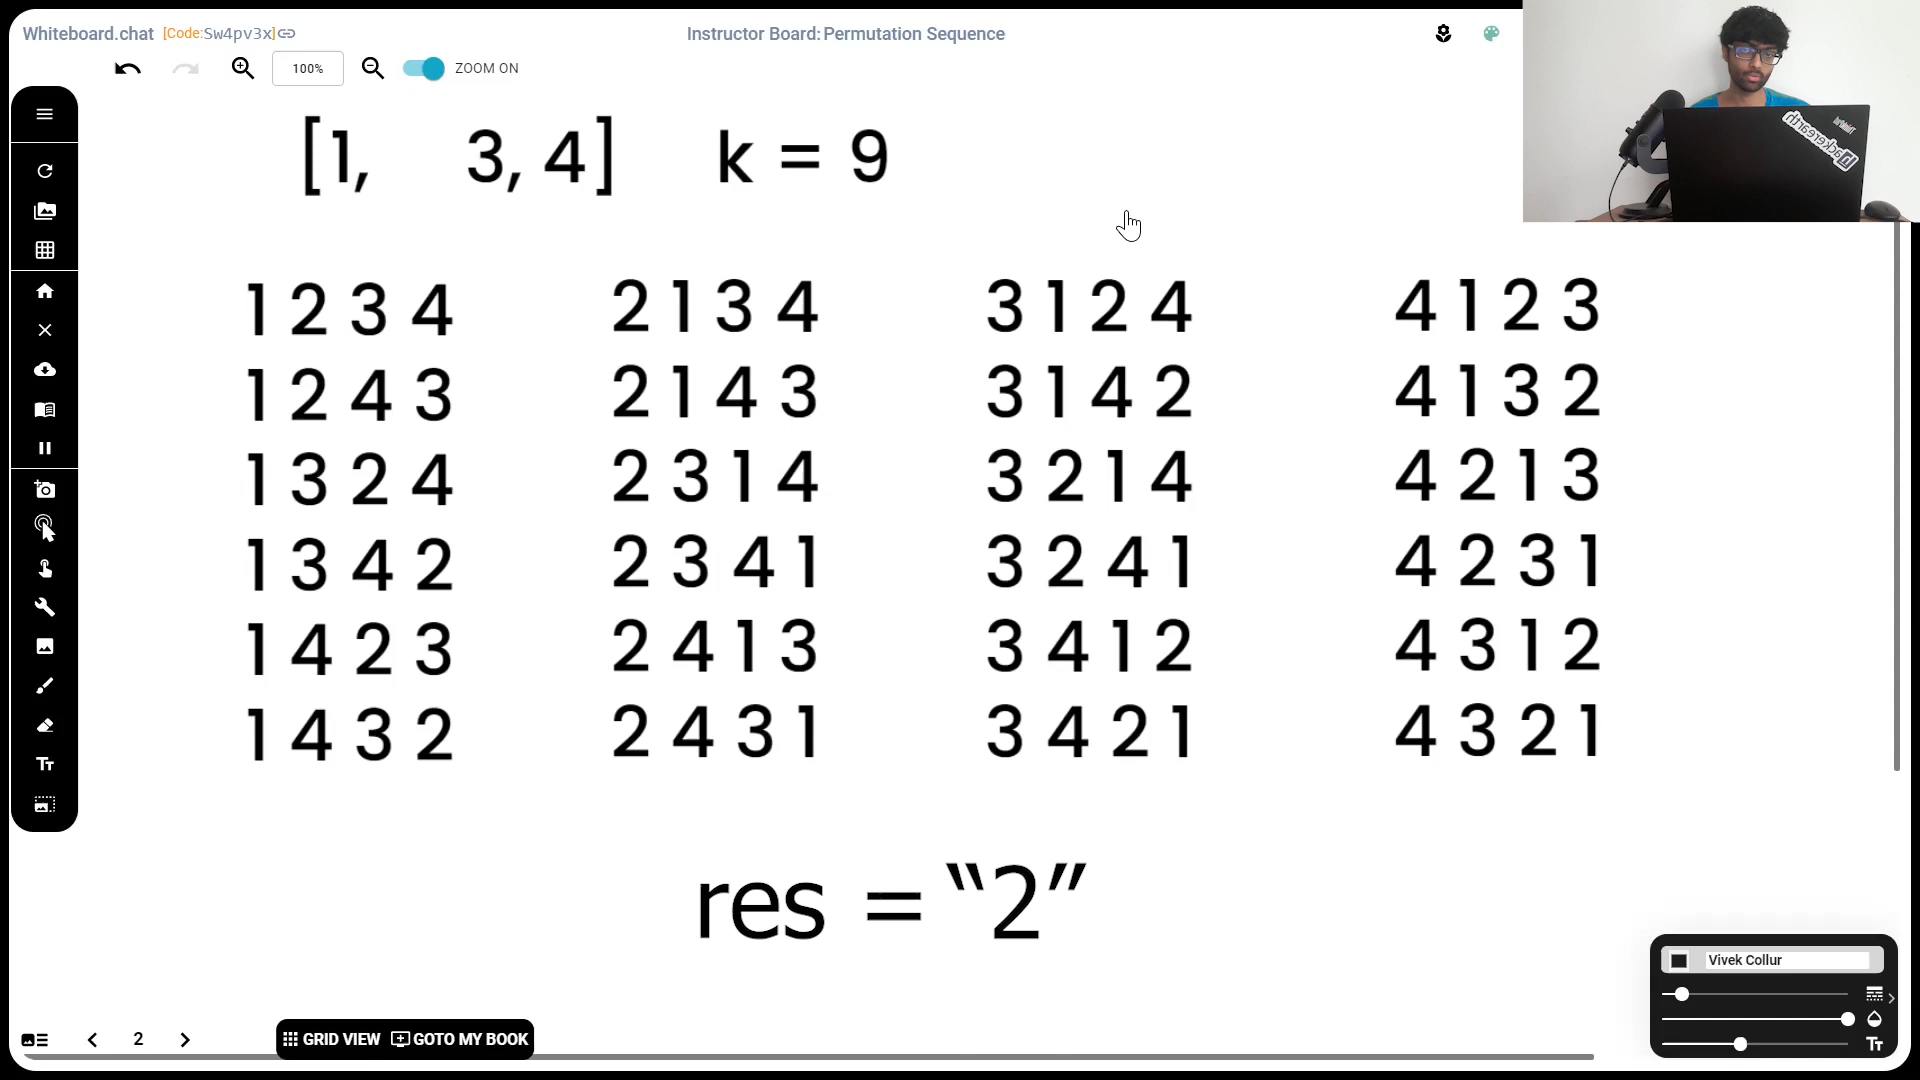 Whiteboard.chat [Code:Sw4pv3x]
Instructor Board: Permutation Sequence
100% ZOOM ON
[1, 3, 4] k = 9
1 2 3 4 2 1 3 4 3 1 2 4 4 1 2 3
1 2 4 3 2 1 4 3 3 1 4 2 4 1 3 2
1 3 2 4 2 3 1 4 3 2 1 4 4 2 1 3
1 3 4 2 2 3 4 1 3 2 4 1 4 2 3 1
1 4 2 3 2 4 1 3 3 4 1 2 4 3 1 2
1 4 3 2 2 4 3 1 3 4 2 1 4 3 2 1
res = “2”
Vivek Collur
2 GRID VIEW GOTO MY BOOK